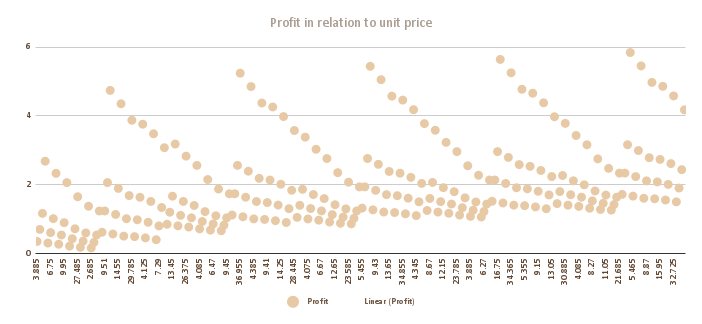 Profit in relation to unit price
6
4
2
0
3.885 6.75 9.95 27.485 2.685 9.51 14.55 29.785 4.125 7.29 13.45 26.375 4.085 6.47 9.45 36.955 4.385 9.41 14.45 28.445 4.075 6.67 12.65 23.585 5.455 9.43 13.65 34.855 4.345 8.67 12.15 23.785 3.885 6.27 16.75 34.365 5.355 9.15 13.05 30.885 4.085 8.27 11.05 21.685 5.465 8.87 15.95 32.725
Profit Linear (Profit)